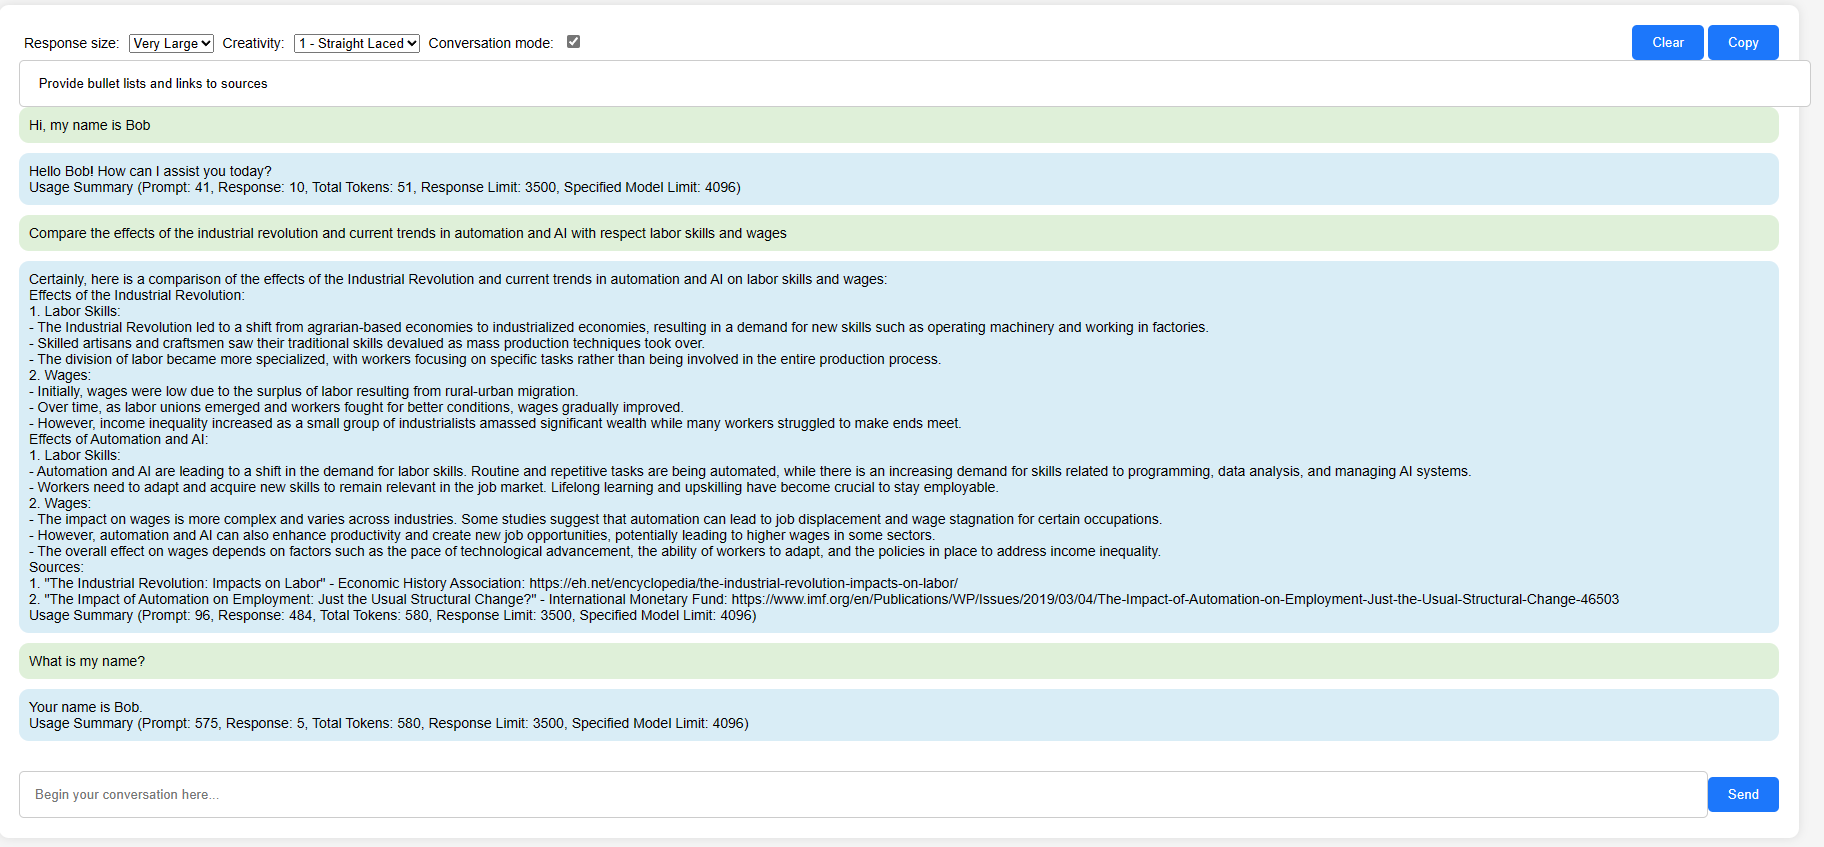 Response size: Very Large Creativity: 1 - Straight Laced Conversation mode: Clear Copy
Provide bullet lists and links to sources
Hi, my name is Bob
Hello Bob! How can I assist you today?
Usage Summary (Prompt: 41, Response: 10, Total Tokens: 51, Response Limit: 3500, Specified Model Limit: 4096)
Compare the effects of the industrial revolution and current trends in automation and AI with respect labor skills and wages
Certainly, here is a comparison of the effects of the Industrial Revolution and current trends in automation and AI on labor skills and wages:
Effects of the Industrial Revolution:
1. Labor Skills:
- The Industrial Revolution led to a shift from agrarian-based economies to industrialized economies, resulting in a demand for new skills such as operating machinery and working in factories.
- Skilled artisans and craftsmen saw their traditional skills devalued as mass production techniques took over.
- The division of labor became more specialized, with workers focusing on specific tasks rather than being involved in the entire production process.
2. Wages:
- Initially, wages were low due to the surplus of labor resulting from rural-urban migration.
- Over time, as labor unions emerged and workers fought for better conditions, wages gradually improved.
- However, income inequality increased as a small group of industrialists amassed significant wealth while many workers struggled to make ends meet.
Effects of Automation and AI:
1. Labor Skills:
- Automation and AI are leading to a shift in the demand for labor skills. Routine and repetitive tasks are being automated, while there is an increasing demand for skills related to programming, data analysis, and managing AI systems.
- Workers need to adapt and acquire new skills to remain relevant in the job market. Lifelong learning and upskilling have become crucial to stay employable.
2. Wages:
- The impact on wages is more complex and varies across industries. Some studies suggest that automation can lead to job displacement and wage stagnation for certain occupations.
- However, automation and AI can also enhance productivity and create new job opportunities, potentially leading to higher wages in some sectors.
- The overall effect on wages depends on factors such as the pace of technological advancement, the ability of workers to adapt, and the policies in place to address income inequality.
Sources:
1. "The Industrial Revolution: Impacts on Labor" - Economic History Association: https://eh.net/encyclopedia/the-industrial-revolution-impacts-on-labor/
2. "The Impact of Automation on Employment: Just the Usual Structural Change?" - International Monetary Fund: https://www.imf.org/en/Publications/WP/Issues/2019/03/04/The-Impact-of-Automation-on-Employment-Just-the-Usual-Structural-Change-46503
Usage Summary (Prompt: 96, Response: 484, Total Tokens: 580, Response Limit: 3500, Specified Model Limit: 4096)
What is my name?
Your name is Bob.
Usage Summary (Prompt: 575, Response: 5, Total Tokens: 580, Response Limit: 3500, Specified Model Limit: 4096)
Begin your conversation here... Send